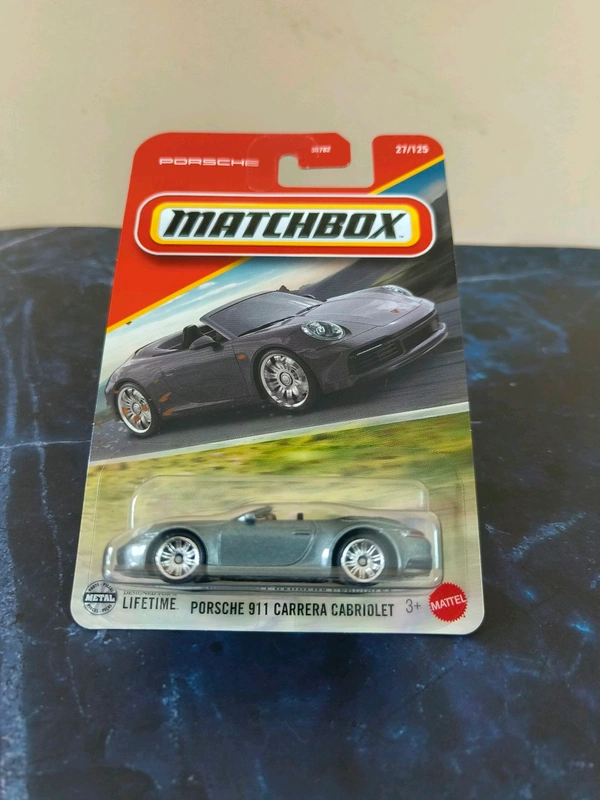 PORSCHE
27/125
MATCHBOX
METAL
LIFETIME
PORSCHE 911 CARRERA CABRIOLET
3+
MATTEL